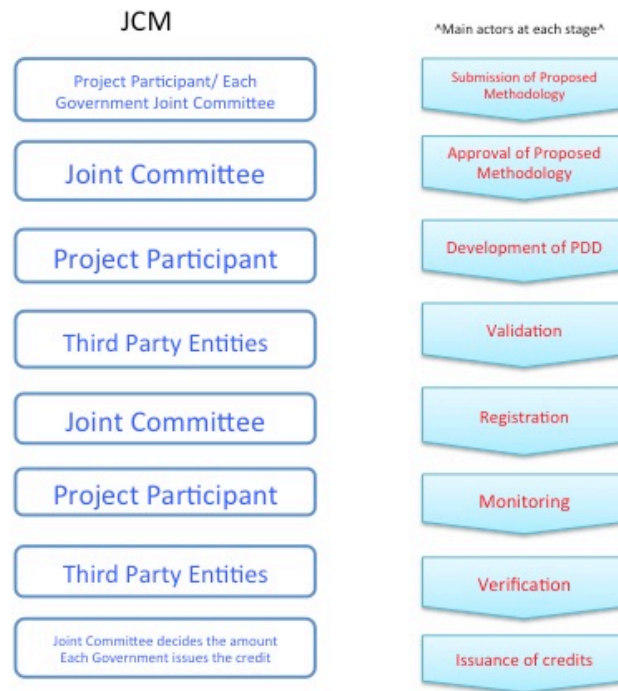 JCM
^Main actors at each stage^
Project Participant/ Each
Government Joint Committee
Submission of Proposed
Methodology
Joint Committee
Approval of Proposed
Methodology
Project Participant
Development of PDD
Third Party Entities
Validation
Joint Committee
Registration
Project Participant
Monitoring
Third Party Entities
Verification
Joint Committee decides the amount
Each Government issues the credit
Issuance of credits